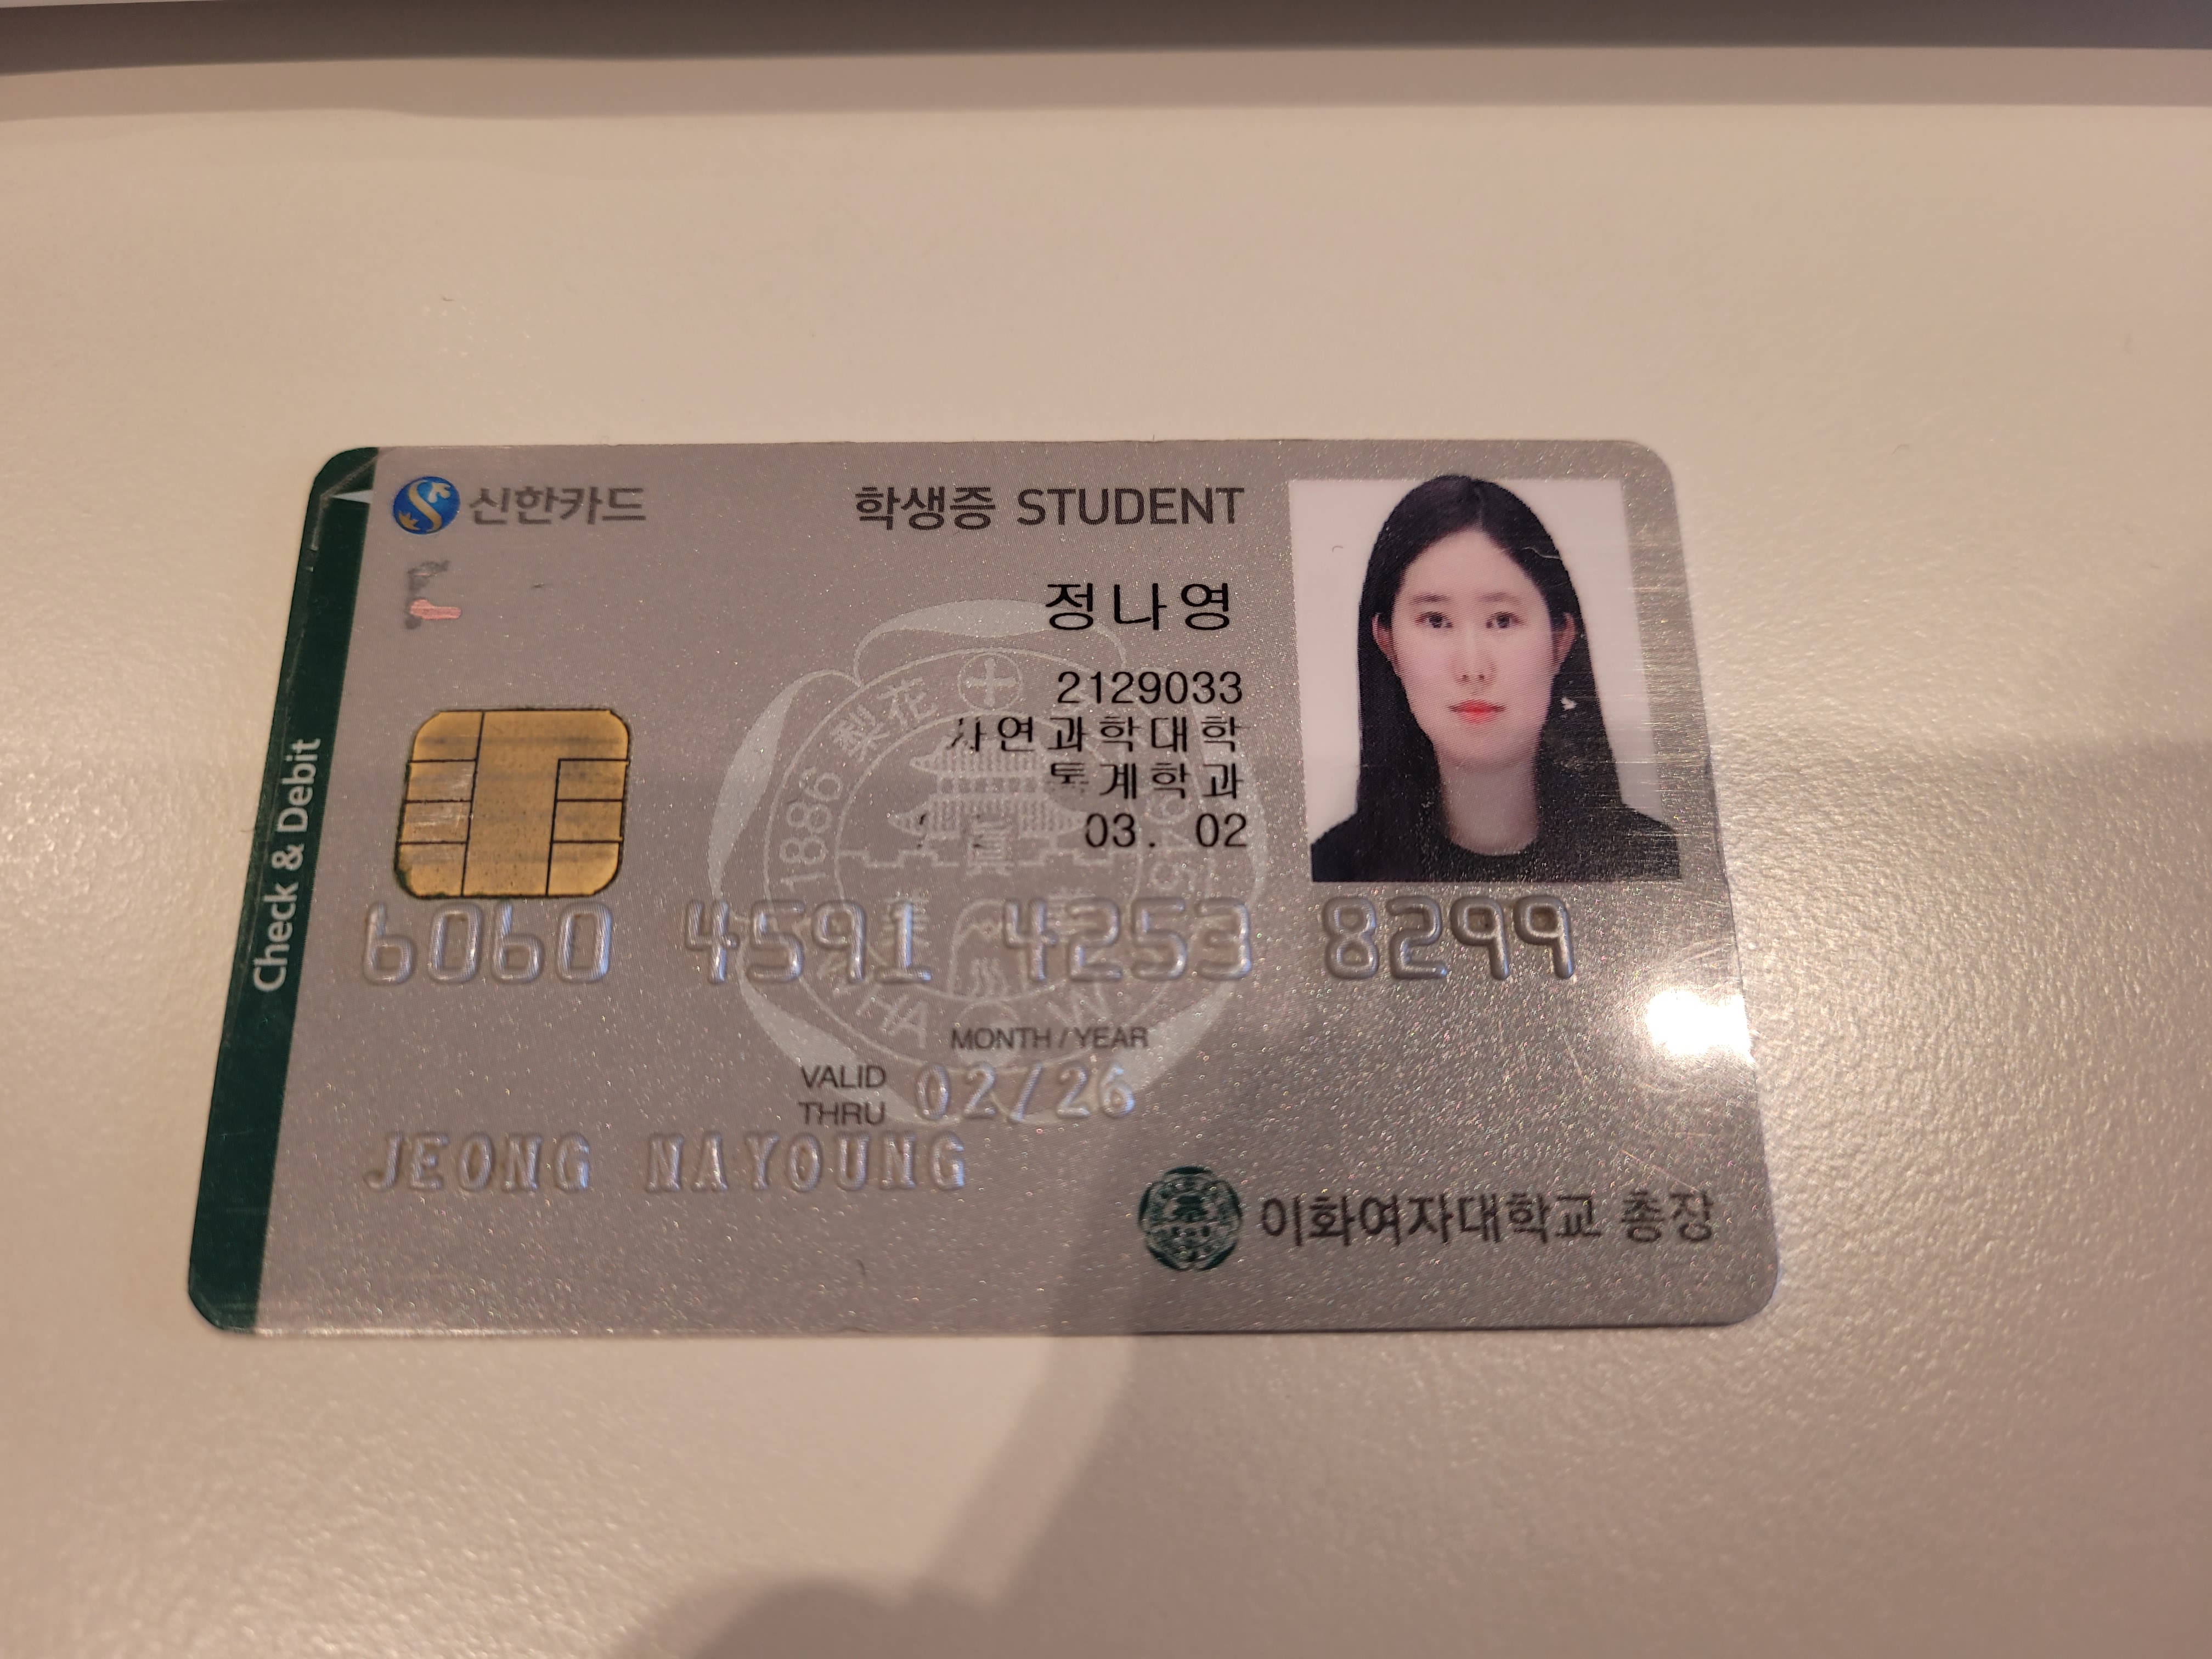 신한카드
학생증 STUDENT
정나영
2129033
자연과학대학
통계학과
03. 02
Check & Debit
1886 梨花
6060 4591 4253 8299
MONTH / YEAR
VALID THRU 02/26
JEONG NAYOUNG
이화여자대학교 총장